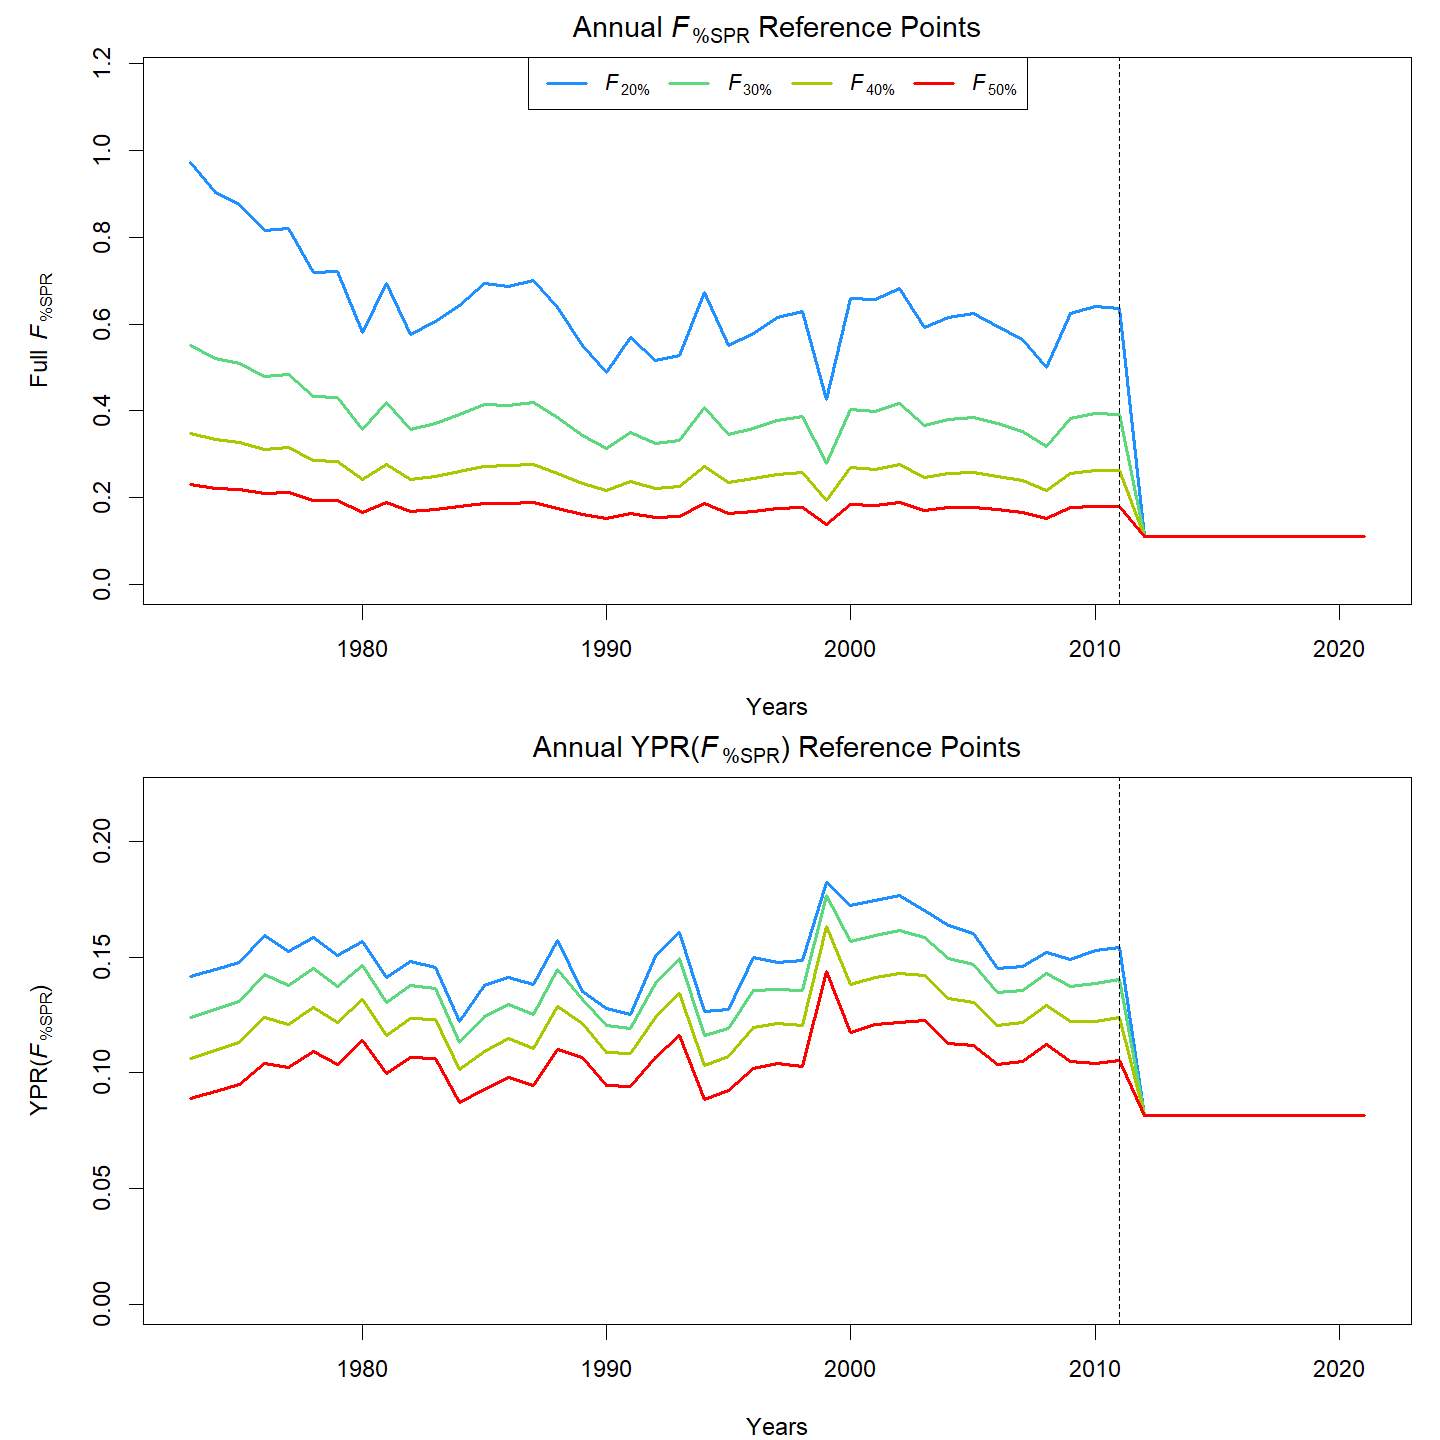 Annual F%SPR Reference Points
F20% F30% F40% F50%
Full F%SPR
1.2
1.0
0.8
0.6
0.4
0.2
0.0
1980 1990 2000 2010 2020
Years
Annual YPR(F%SPR) Reference Points
YPR(F%SPR)
0.20
0.15
0.10
0.05
0.00
1980 1990 2000 2010 2020
Years